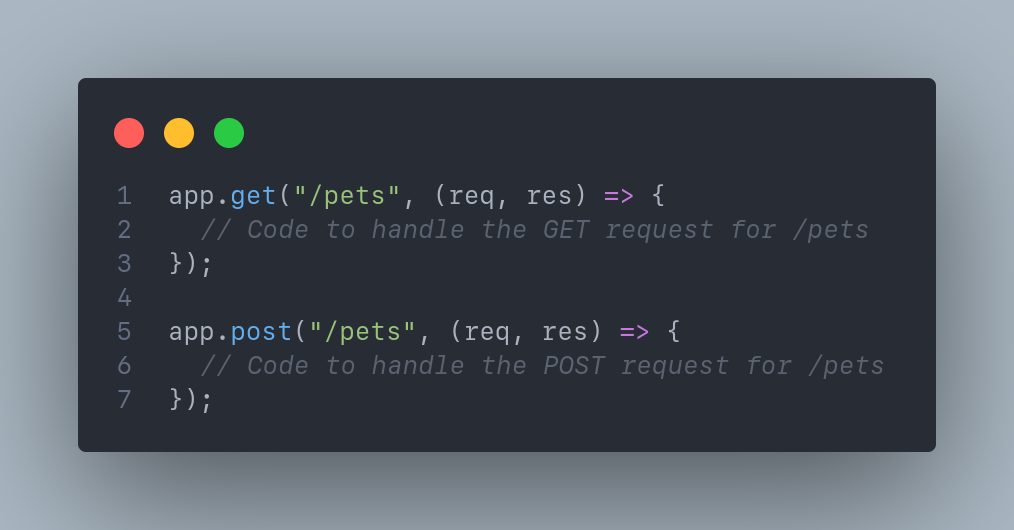 1 app.get("/pets", (req, res) => {
2   // Code to handle the GET request for /pets
3 });
4
5 app.post("/pets", (req, res) => {
6   // Code to handle the POST request for /pets
7 });